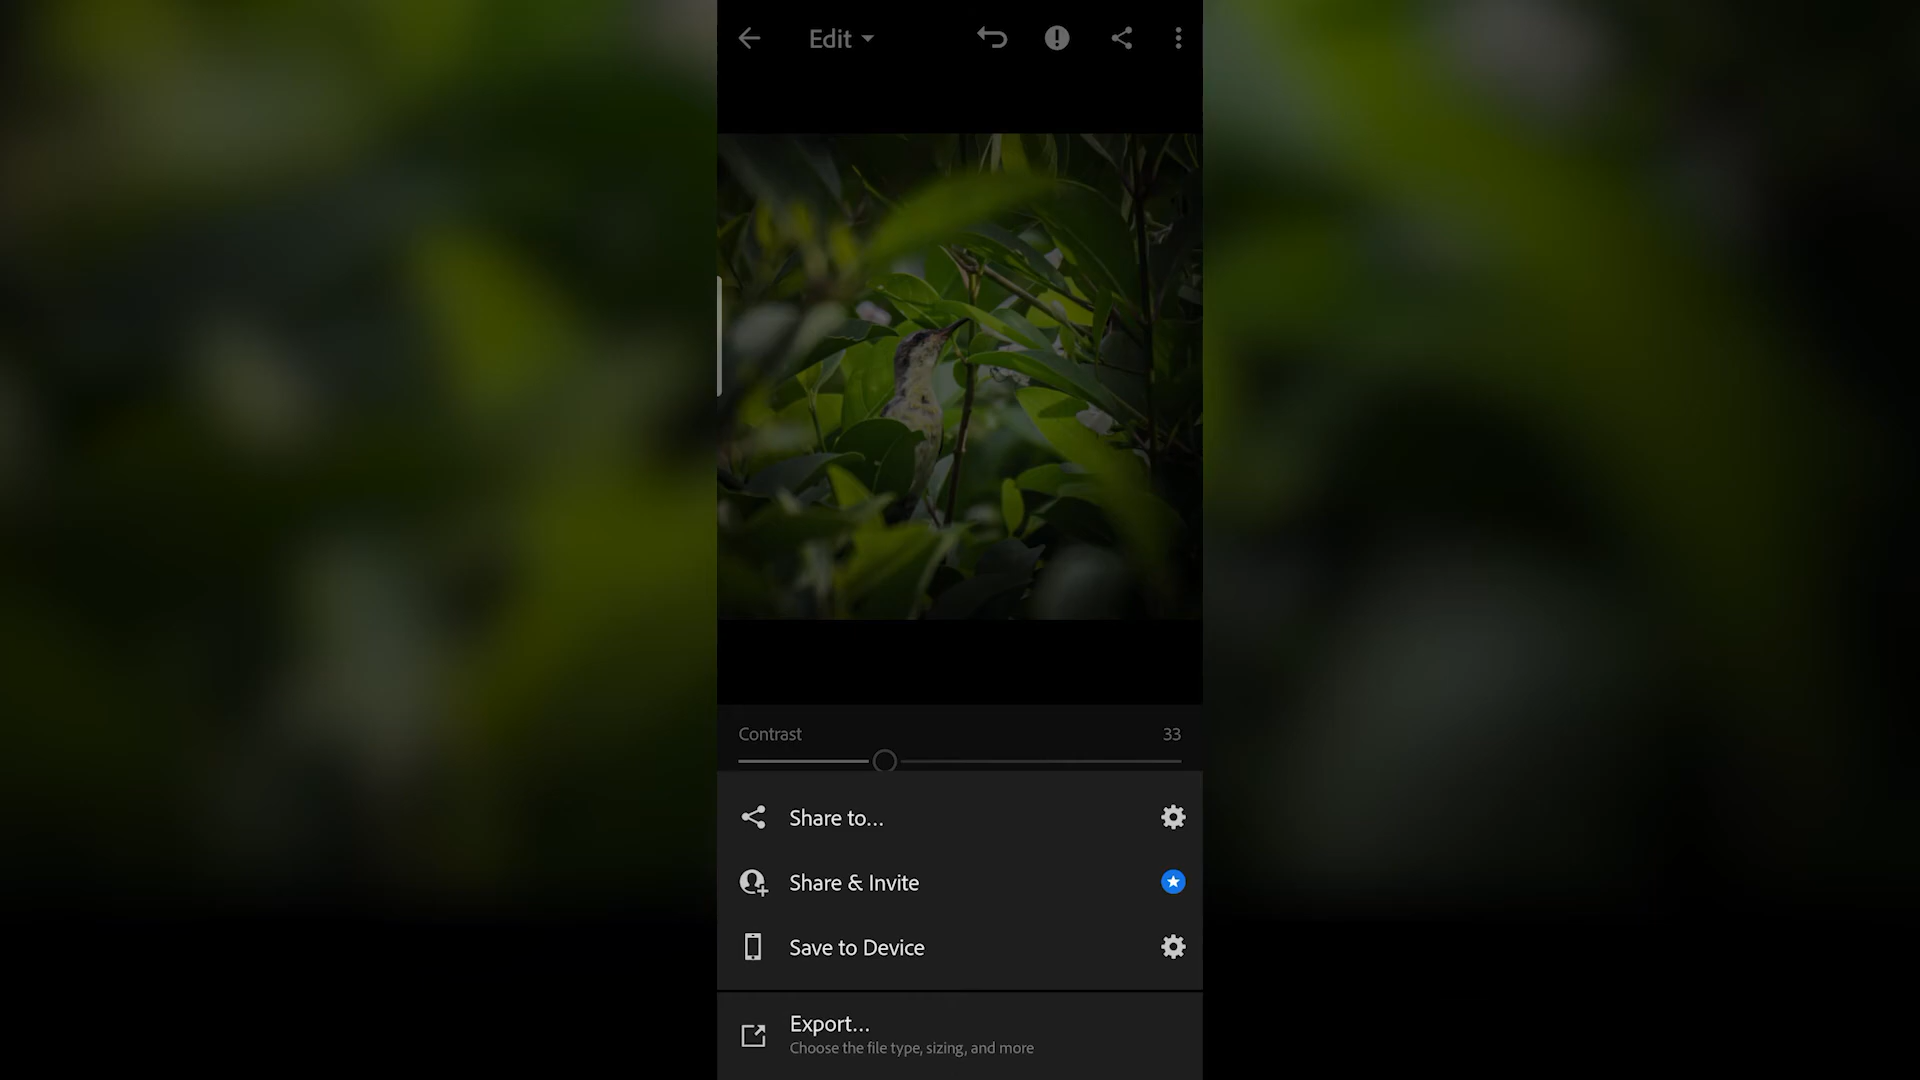 Edit
Contrast 33
Share to...
Share & Invite
Save to Device
Export...
Choose the file type, sizing, and more